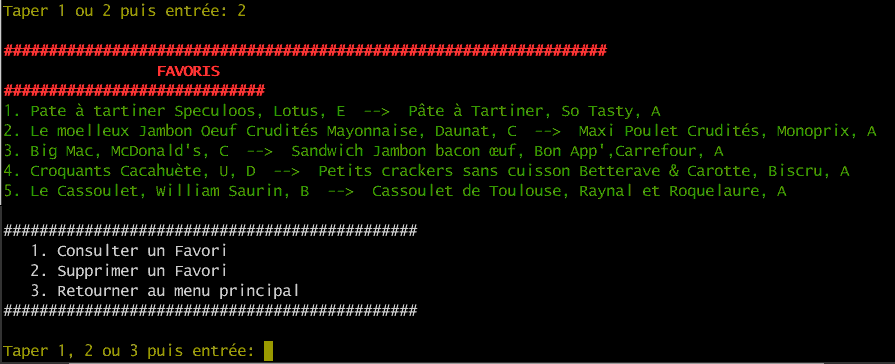 Taper 1 ou 2 puis entrée: 2
###################################################################
FAVORIS
#############################
1. Pate à tartiner Speculoos, Lotus, E  -->  Pâte à Tartiner, So Tasty, A
2. Le moelleux Jambon Oeuf Crudités Mayonnaise, Daunat, C  -->  Maxi Poulet Crudités, Monoprix, A
3. Big Mac, McDonald's, C  -->  Sandwich Jambon bacon œuf, Bon App',Carrefour, A
4. Croquants Cacahuète, U, D  -->  Petits crackers sans cuisson Betterave & Carotte, Biscru, A
5. Le Cassoulet, William Saurin, B  -->  Cassoulet de Toulouse, Raynal et Roquelaure, A
##############################################
1. Consulter un Favori
2. Supprimer un Favori
3. Retourner au menu principal
##############################################
Taper 1, 2 ou 3 puis entrée: